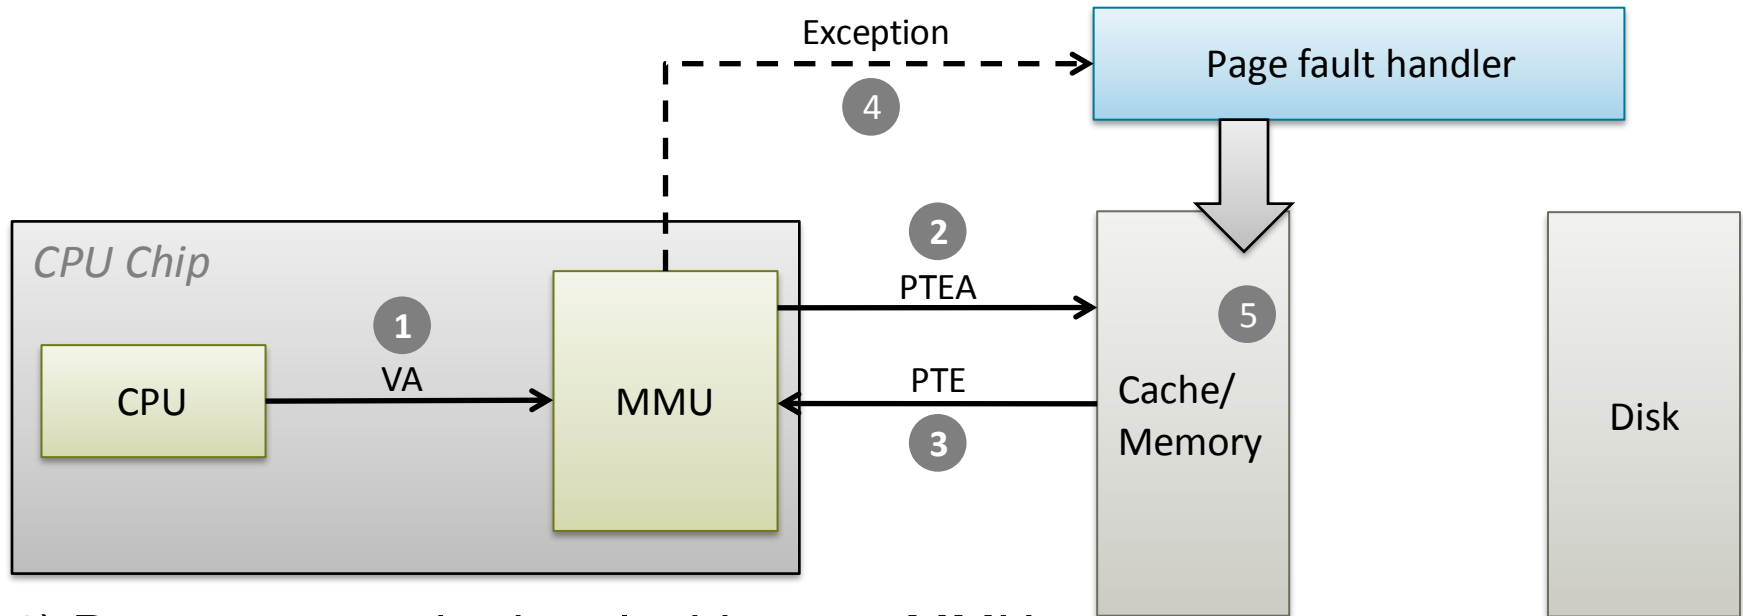 Exception
Page fault handler
4
CPU Chip
2
PTEA
1
5
VA
CPU
MMU
PTE
Cache/
Memory
Disk
3